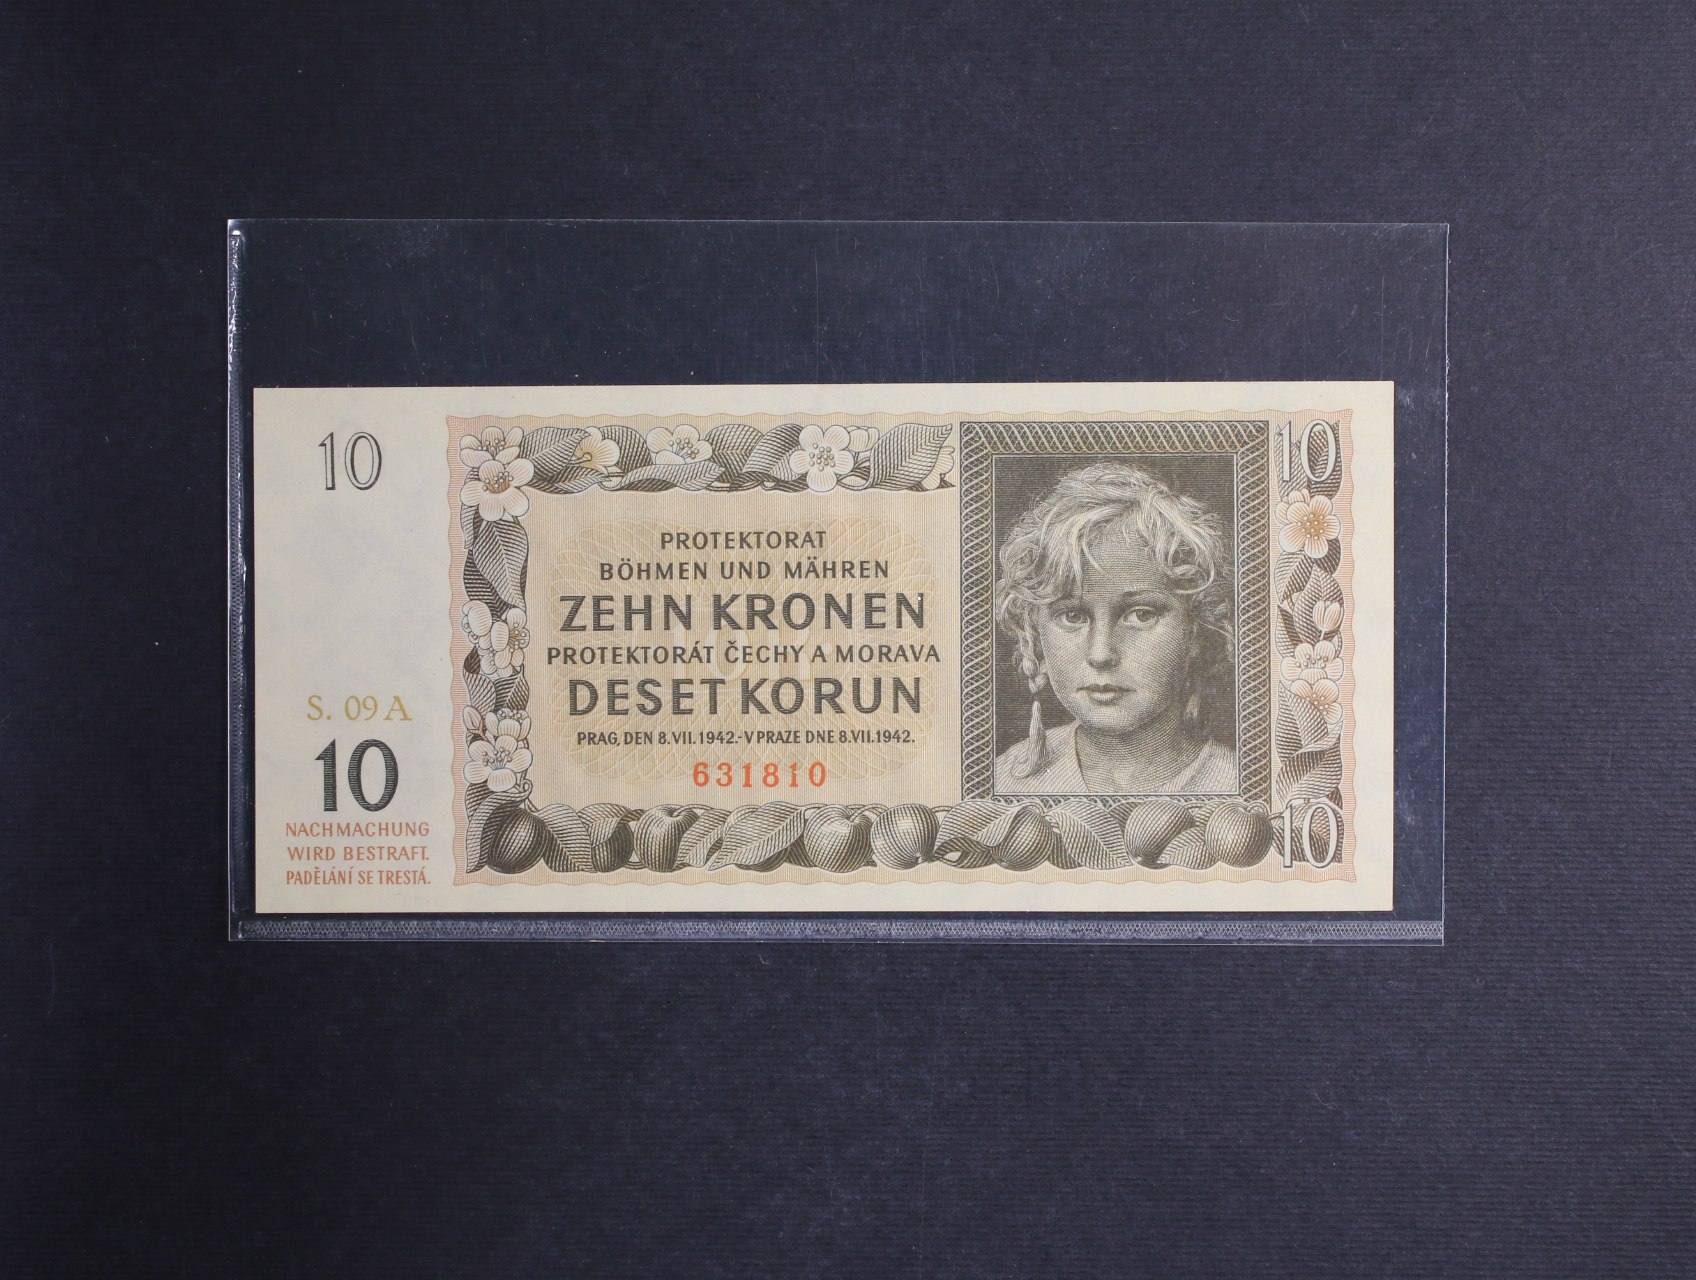 10
10
PROTEKTORAT
BÖHMEN UND MÄHREN
ZEHN KRONEN
PROTEKTORÁT ČECHY A MORAVA
DESET KORUN
PRAG, DEN 8.VII.1942.-V PRAZE DNE 8.VII.1942.
631810
S. 09 A
10
NACHMACHUNG
WIRD BESTRAFT.
PADĚLÁNÍ SE TRESTÁ.
10